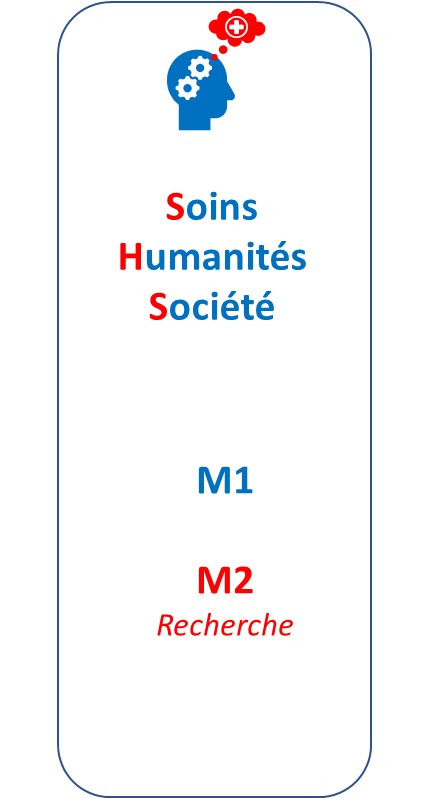 Soins
Humanités
Société
M1
M2
Recherche